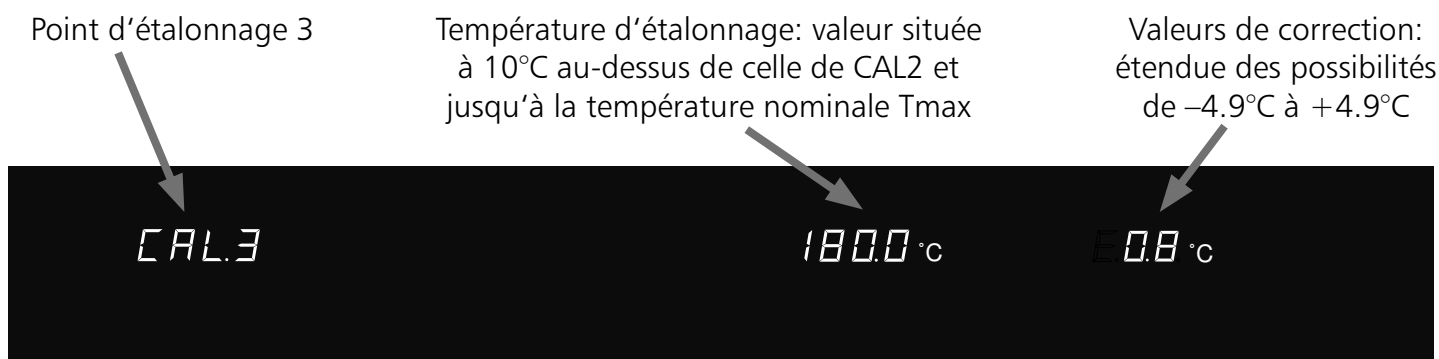 Point d‘étalonnage 3
Température d‘étalonnage: valeur située
à 10°C au-dessus de celle de CAL2 et
jusqu‘à la température nominale Tmax
Valeurs de correction:
étendue des possibilités
de –4.9°C à +4.9°C
CAL.3
180.0 °C
0.8 °C